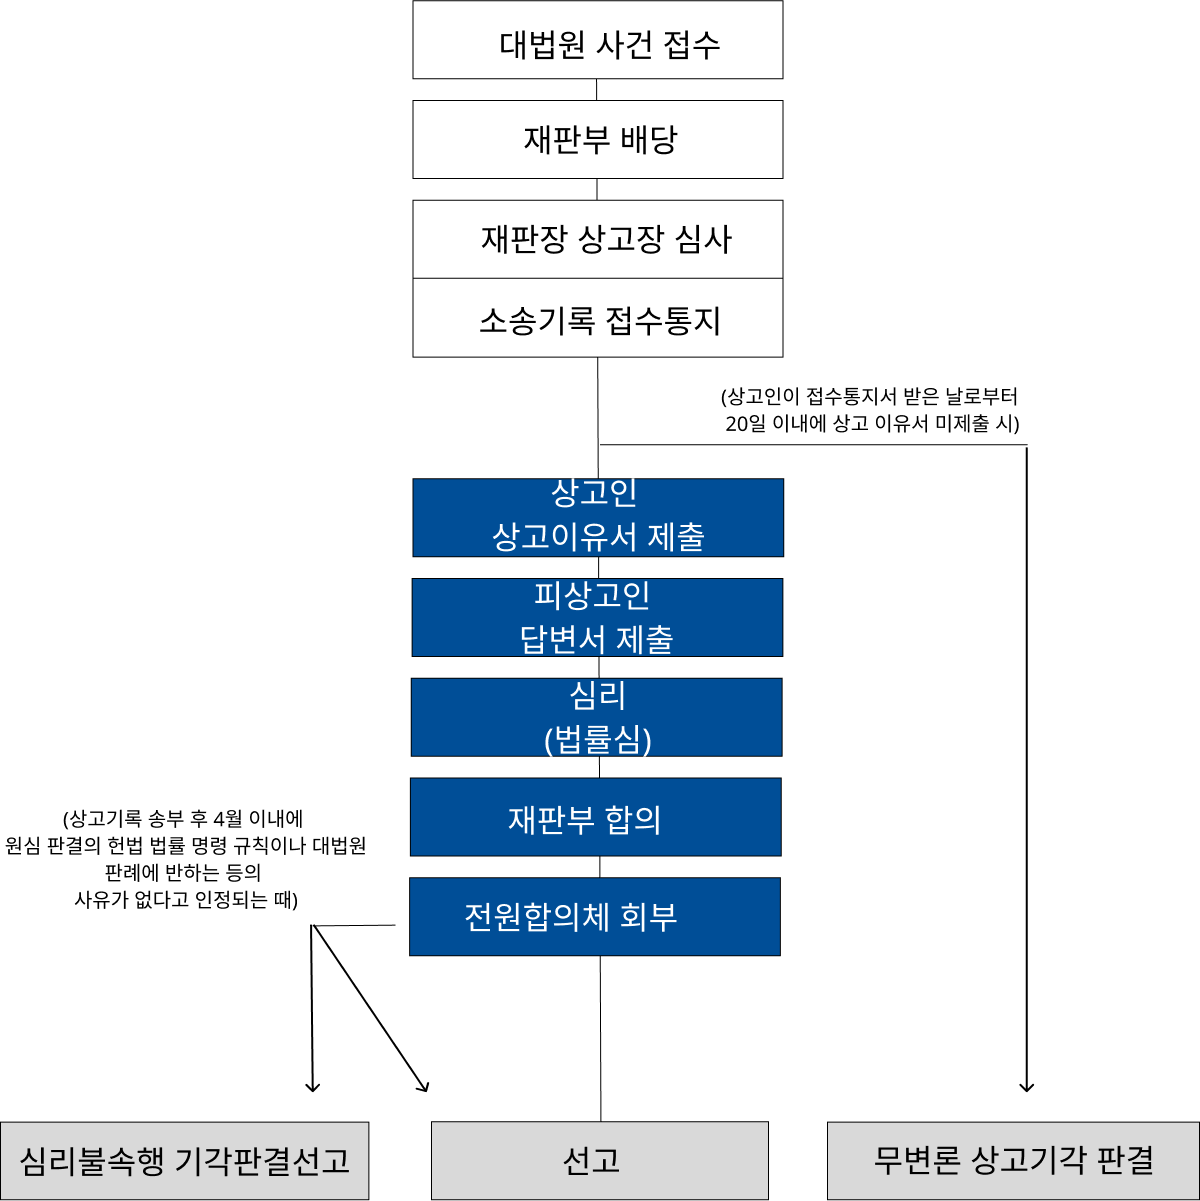 대법원 사건 접수
재판부 배당
재판장 상고장 심사
소송기록 접수통지
(상고인이 접수통지서 받은 날로부터
20일 이내에 상고 이유서 미제출 시)
상고인
상고이유서 제출
피상고인
답변서 제출
심리
(법률심)
재판부 합의
(상고기록 송부 후 4월 이내에
원심 판결의 헌법 법률 명령 규칙이나 대법원
판례에 반하는 등의
사유가 없다고 인정되는 때)
전원합의체 회부
심리불속행 기각판결선고
선고
무변론 상고기각 판결